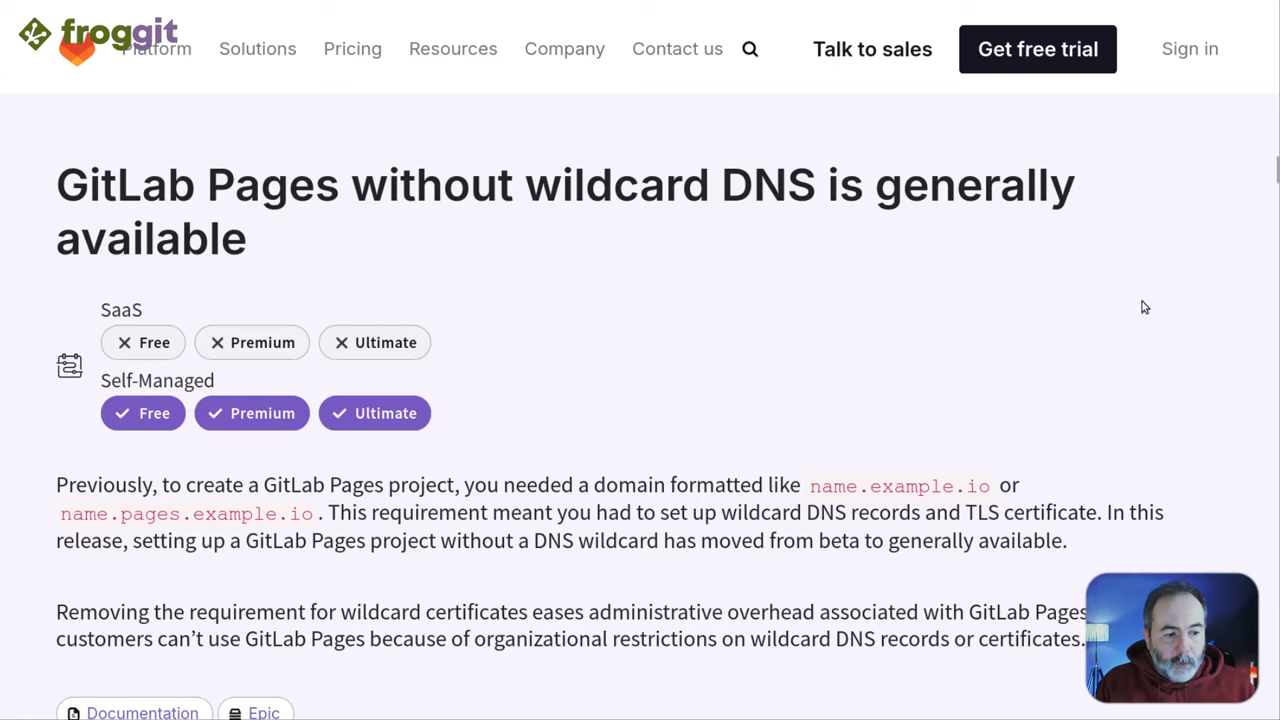 froggit
Platform Solutions Pricing Resources Company Contact us Talk to sales Get free trial Sign in
GitLab Pages without wildcard DNS is generally
available
SaaS
Free Premium Ultimate
Self-Managed
Free Premium Ultimate
Previously, to create a GitLab Pages project, you needed a domain formatted like name.example.io or
name.pages.example.io. This requirement meant you had to set up wildcard DNS records and TLS certificate. In this
release, setting up a GitLab Pages project without a DNS wildcard has moved from beta to generally available.
Removing the requirement for wildcard certificates eases administrative overhead associated with GitLab Pages
customers can’t use GitLab Pages because of organizational restrictions on wildcard DNS records or certificates.
Documentation Epic